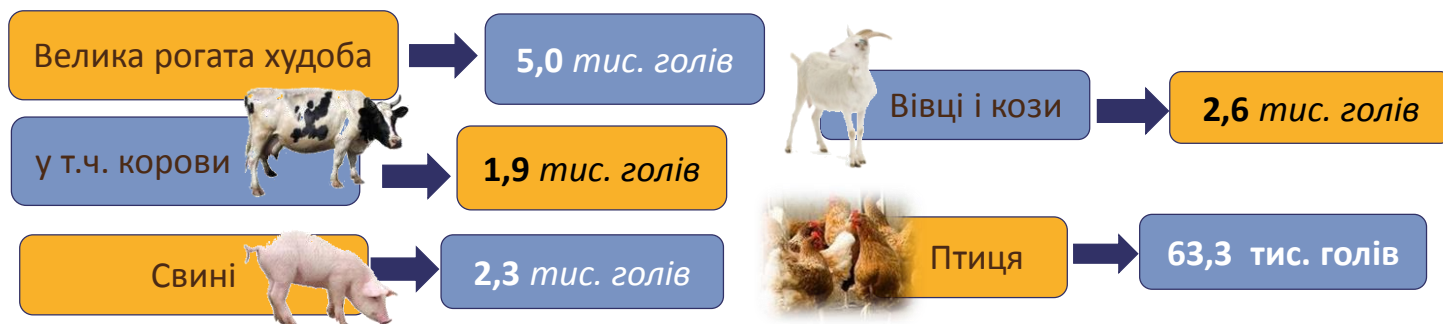 Велика рогата худоба
5,0 тис. голів
у т.ч. корови
1,9 тис. голів
Свині
2,3 тис. голів
Вівці і кози
2,6 тис. голів
Птиця
63,3 тис. голів